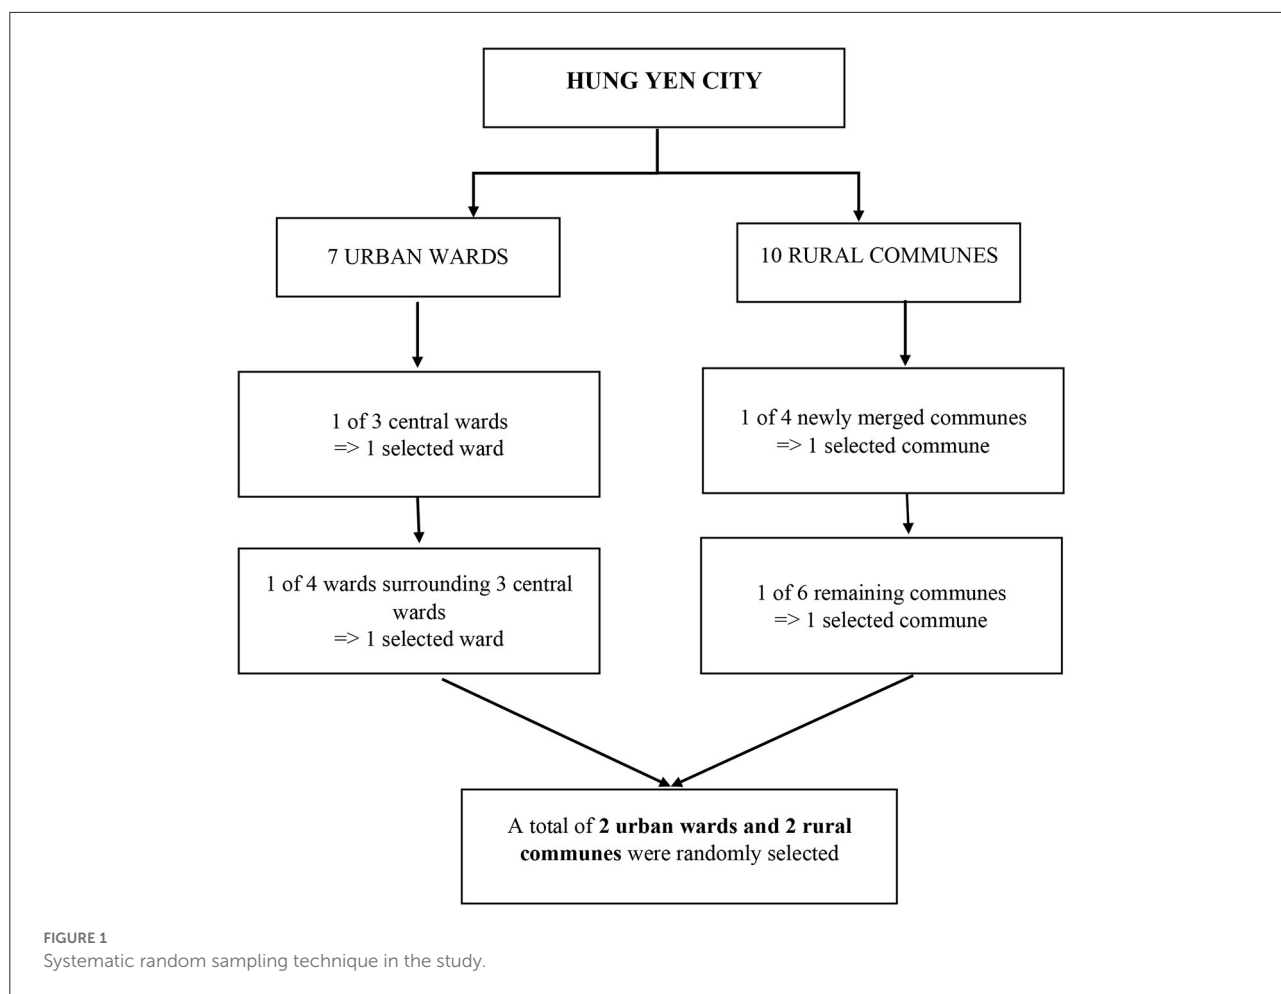 HUNG YEN CITY
7 URBAN WARDS
10 RURAL COMMUNES
1 of 3 central wards
=> 1 selected ward
1 of 4 newly merged communes
=> 1 selected commune
1 of 4 wards surrounding 3 central
wards
=> 1 selected ward
1 of 6 remaining communes
=> 1 selected commune
A total of 2 urban wards and 2 rural
communes were randomly selected
FIGURE 1
Systematic random sampling technique in the study.